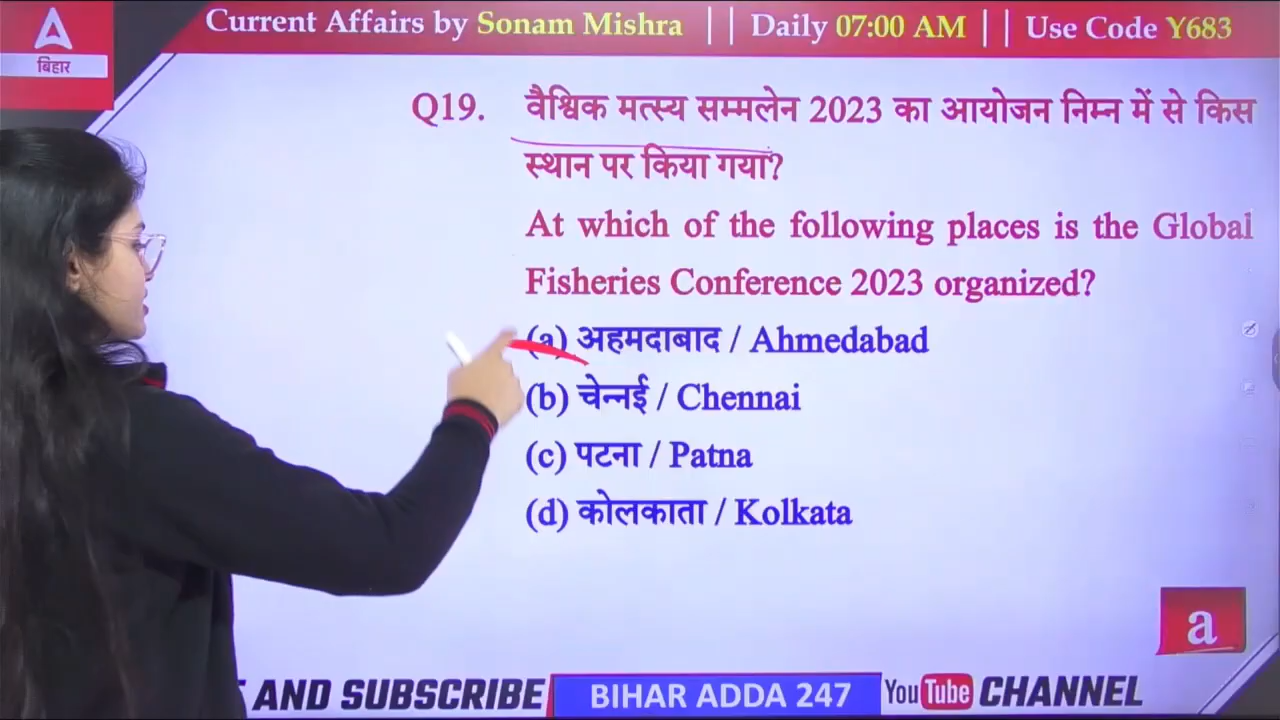 Current Affairs by Sonam Mishra || Daily 07:00 AM || Use Code Y683
बिहार
Q19. वैश्विक मत्स्य सम्मलेन 2023 का आयोजन निम्न में से किस
स्थान पर किया गया?
At which of the following places is the Global
Fisheries Conference 2023 organized?
(a) अहमदाबाद / Ahmedabad
(b) चेन्नई / Chennai
(c) पटना / Patna
(d) कोलकाता / Kolkata
a
AND SUBSCRIBE BIHAR ADDA 247 YouTube CHANNEL